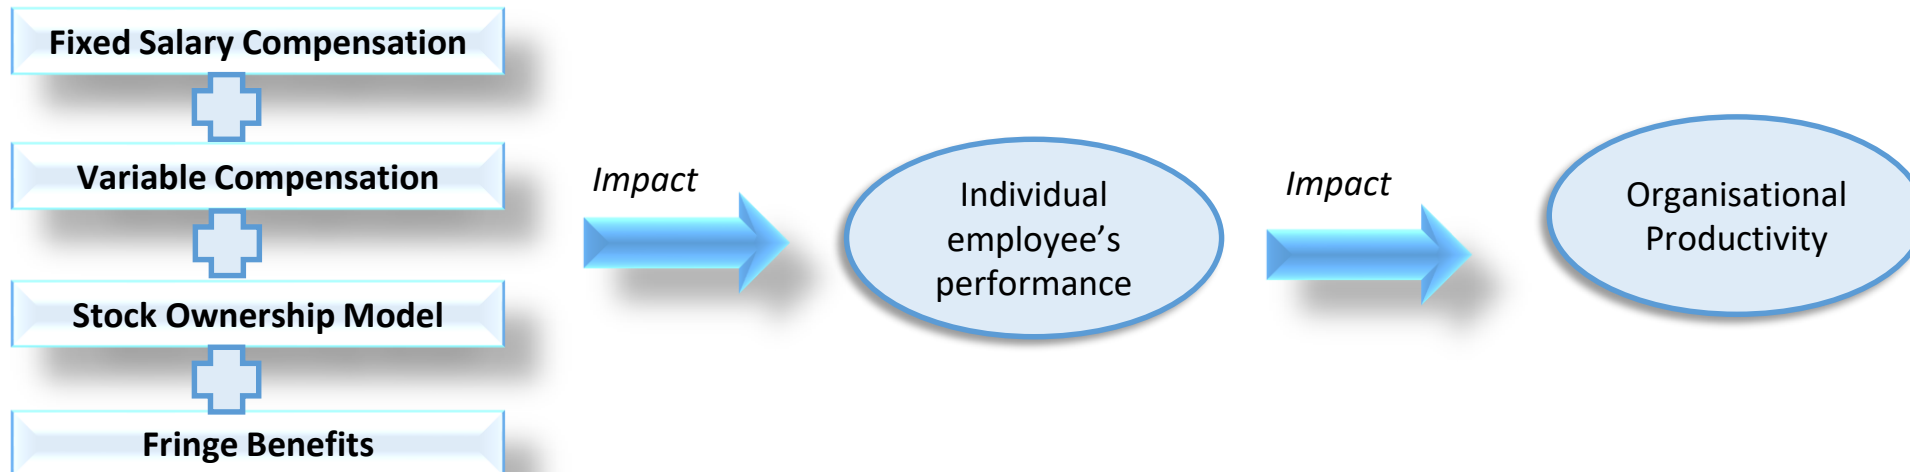 Fixed Salary Compensation
Variable Compensation
Stock Ownership Model
Fringe Benefits
Impact
Individual
employee’s
performance
Impact
Organisational
Productivity